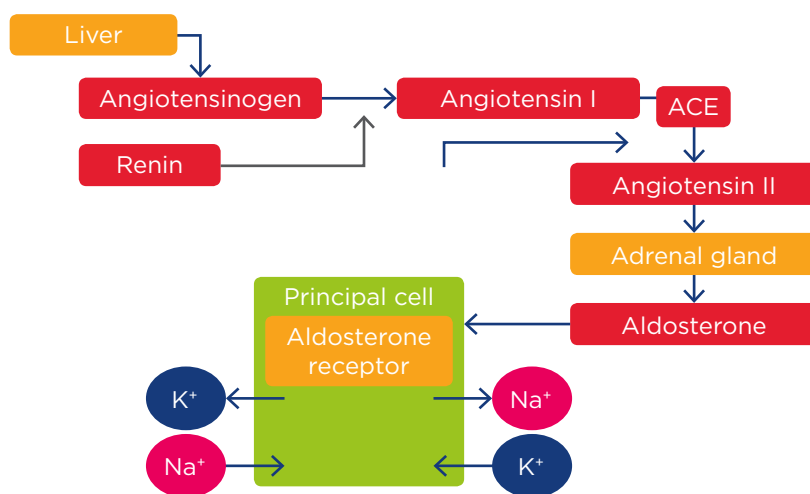 Liver
Angiotensinogen
Angiotensin I
ACE
Renin
Angiotensin II
Adrenal gland
Aldosterone
Principal cell
Aldosterone
receptor
K⁺
Na⁺
Na⁺
K⁺